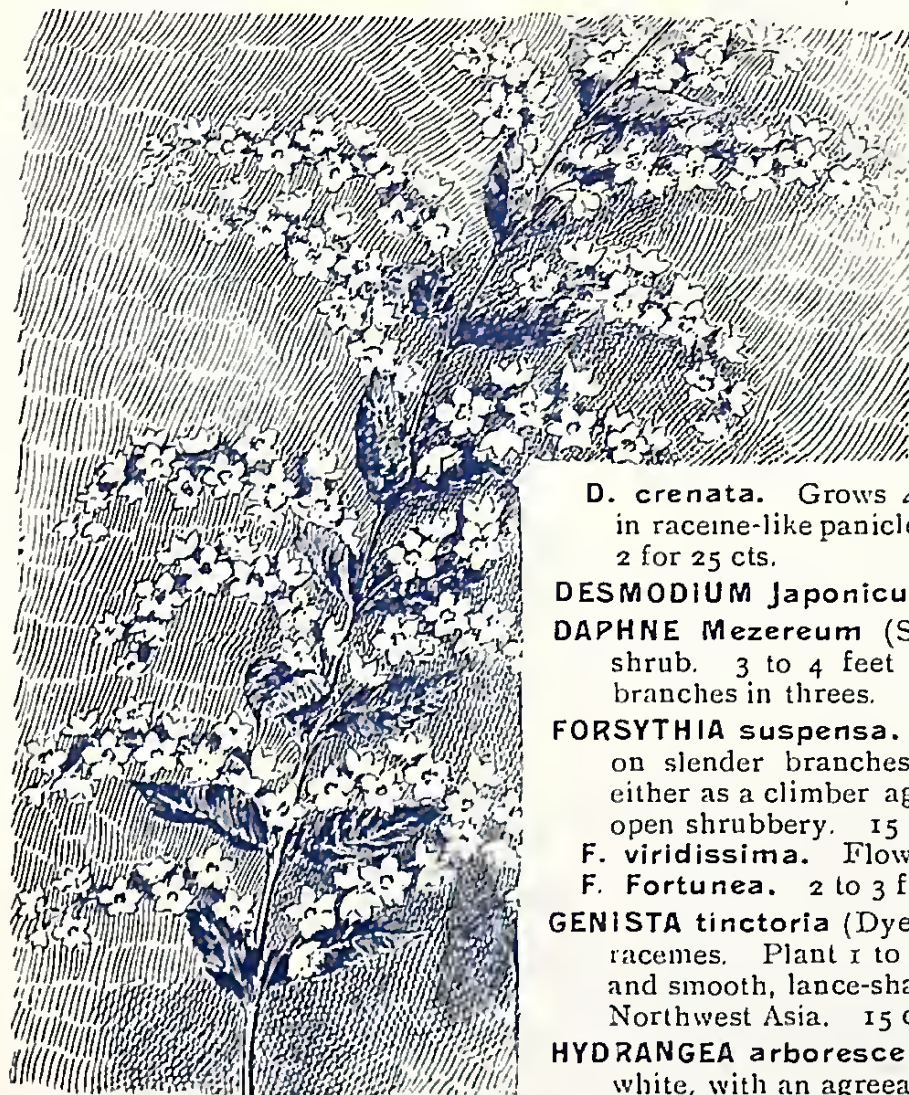 D. crenata. Grows
in raceme-like panicle
2 for 25 cts.
DESMODIUM Japonicu
DAPHNE Mezereum (S
shrub. 3 to 4 feet
branches in threes.
FORSYTHIA suspensa.
on slender branches
either as a climber ag
open shrubbery. 15
F. viridissima. Flow
F. Fortunea. 2 to 3 f
GENISTA tinctoria (Dye
racemes. Plant 1 to
and smooth, lance-sha
Northwest Asia. 15 c
HYDRANGEA arboresce
white, with an agreea